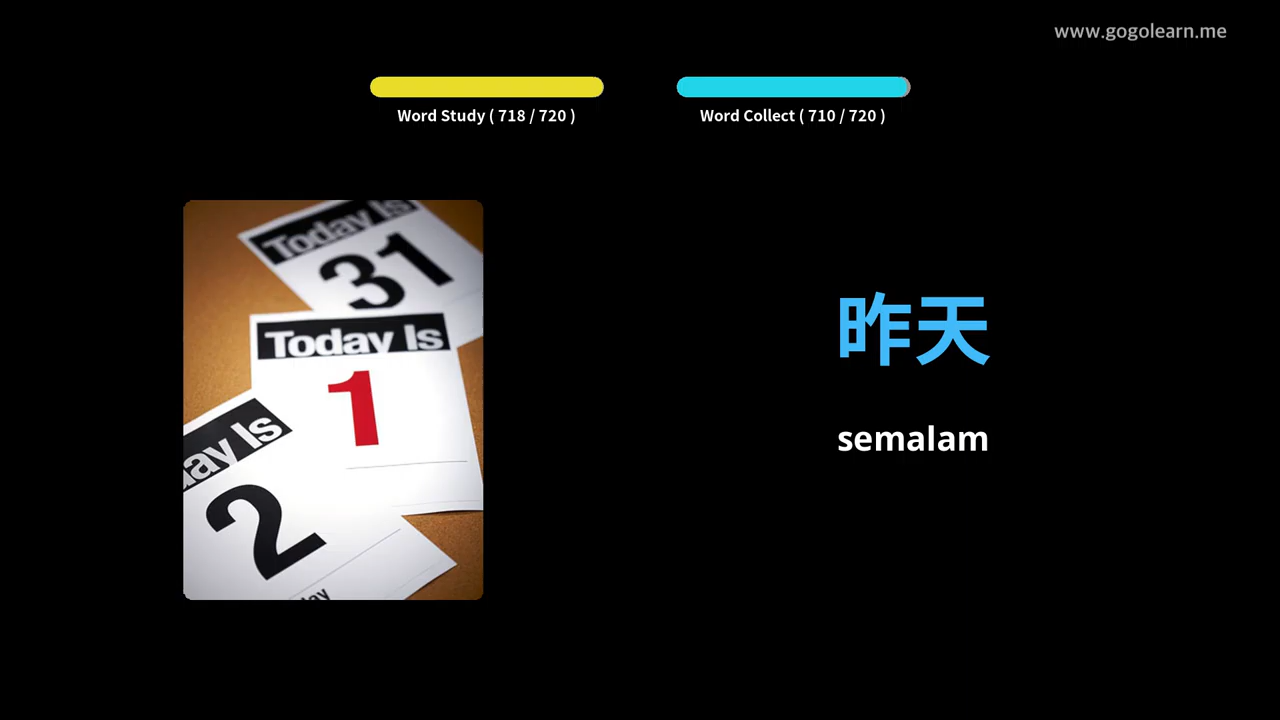 www.gogolearn.me
Word Study ( 718 / 720 )
Word Collect ( 710 / 720 )
Today Is
31
Today Is
1
ay Is
2
昨天
semalam